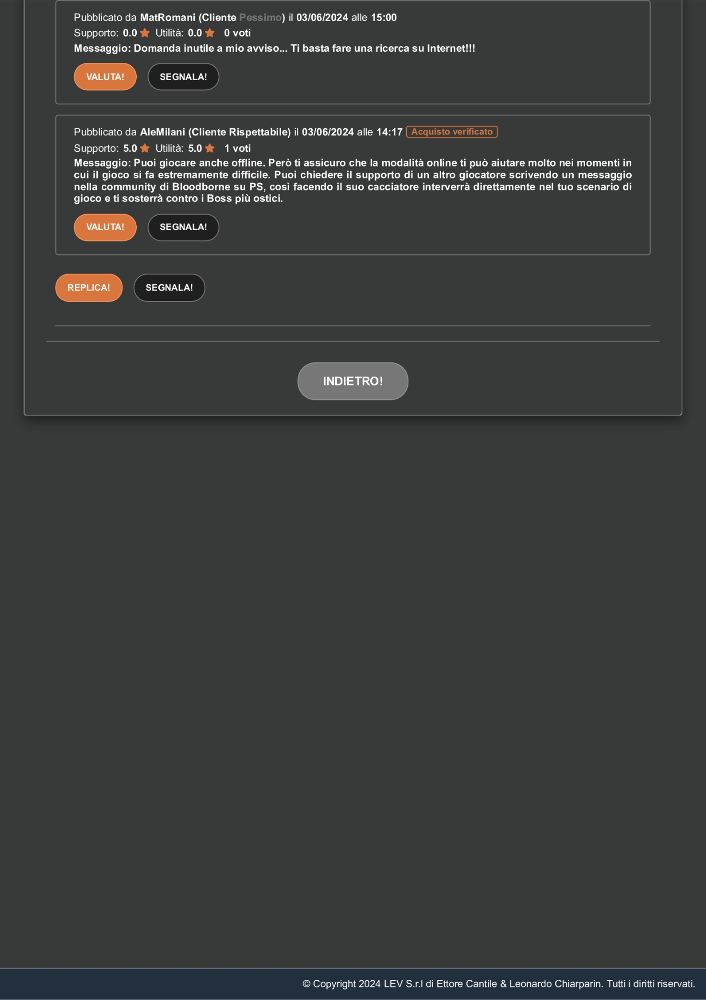 Pubblicato da MatRomani (Cliente Pessimo) il 03/06/2024 alle 15:00
Supporto: 0.0 Utilità: 0.0 0 voti
Messaggio: Domanda inutile a mio avviso... Ti basta fare una ricerca su Internet!!!
VALUTA! SEGNALA!
Pubblicato da AleMilani (Cliente Rispettabile) il 03/06/2024 alle 14:17 Acquisto verificato
Supporto: 5.0 Utilità: 5.0 1 voti
Messaggio: Puoi giocare anche offline. Però ti assicuro che la modalità online ti può aiutare molto nei momenti in
cui il gioco si fa estremamente difficile. Puoi chiedere il supporto di un altro giocatore scrivendo un messaggio
nella community di Bloodborne su PS, così facendo il suo cacciatore interverrà direttamente nel tuo scenario di
gioco e ti sosterrà contro i Boss più ostici.
VALUTA! SEGNALA!
REPLICA! SEGNALA!
INDIETRO!
© Copyright 2024 LEV S.r.l di Ettore Cantile & Leonardo Chiarparin. Tutti i diritti riservati.